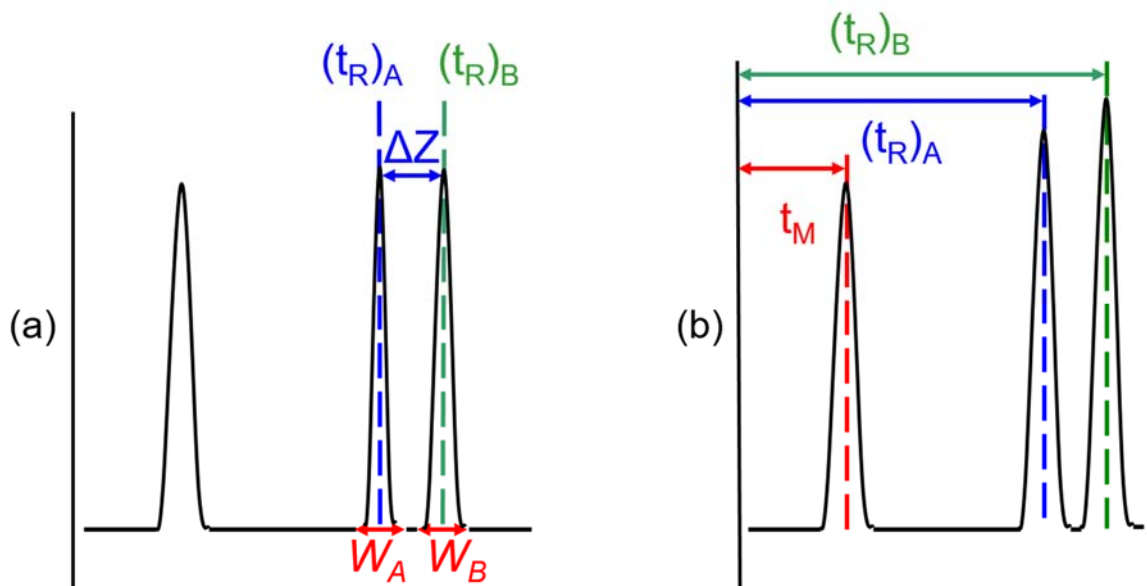 (a)
(t_R)_A
(t_R)_B
ΔZ
W_A
W_B
(b)
(t_R)_B
(t_R)_A
t_M